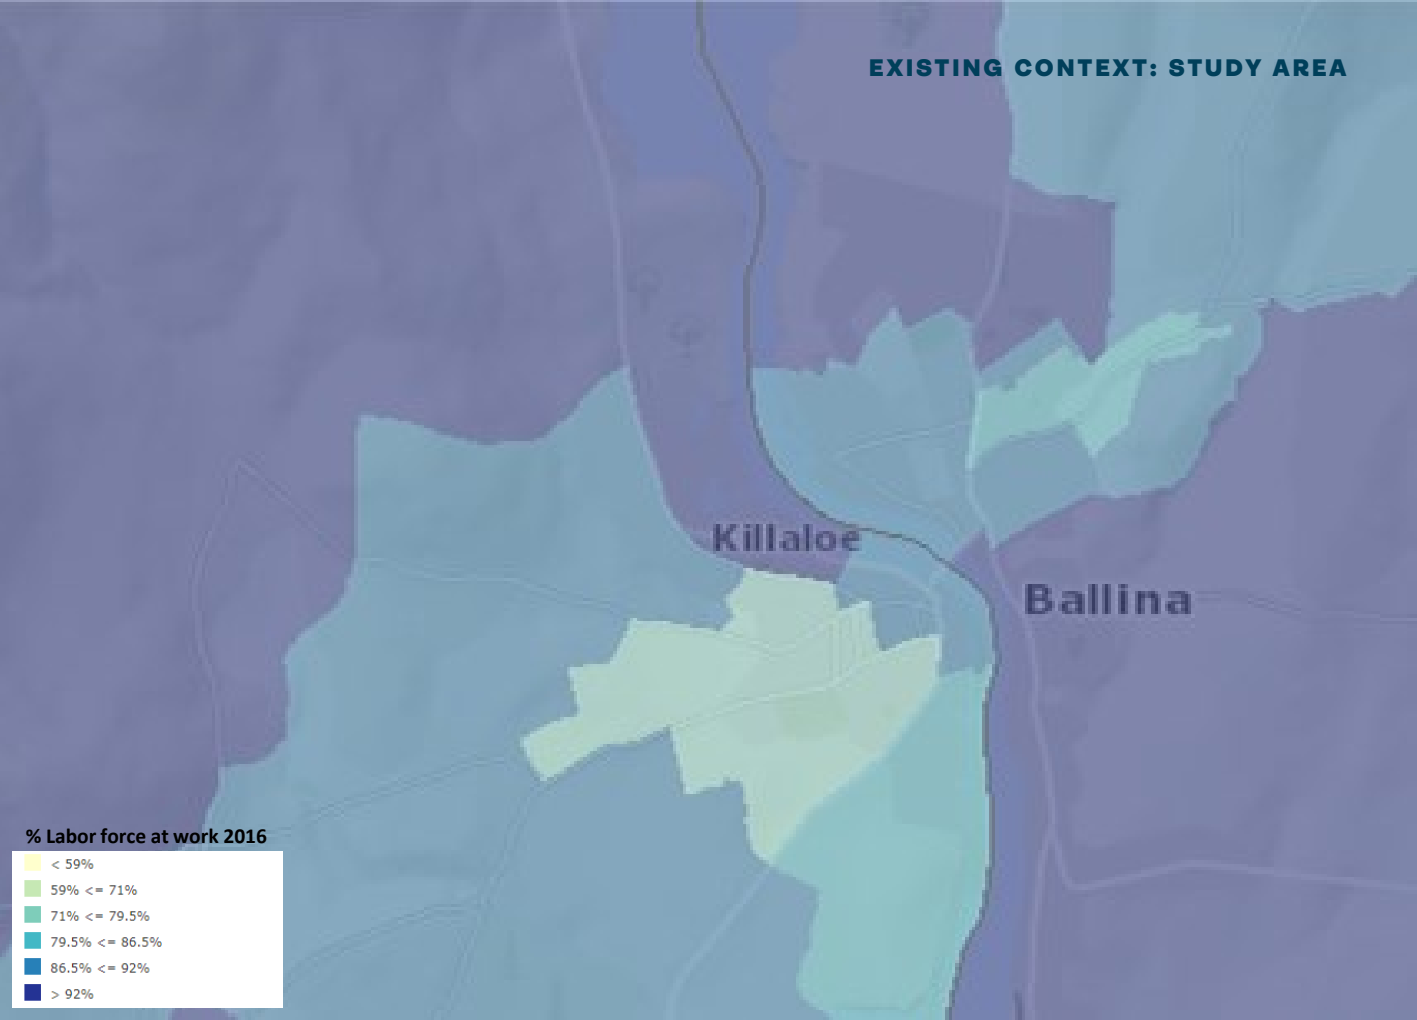 EXISTING CONTEXT: STUDY AREA
Killaloe
Ballina
% Labor force at work 2016
< 59%
59% <= 71%
71% <= 79.5%
79.5% <= 86.5%
86.5% <= 92%
> 92%